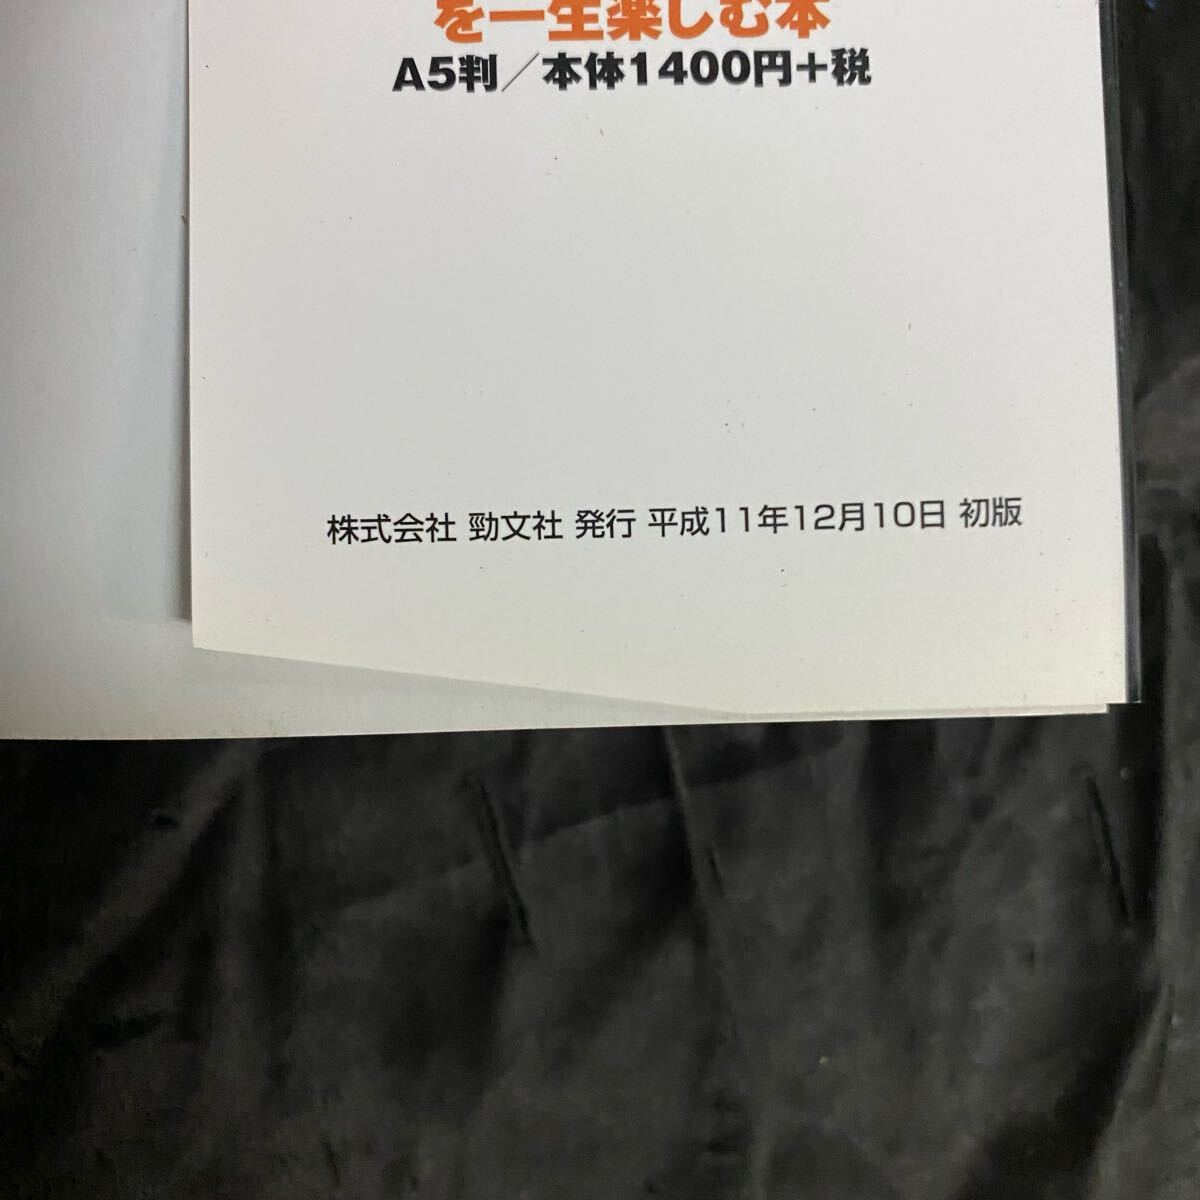 を一生楽しむ本
A5判／本体1400円+税
株式会社 勁文社 発行 平成11年12月10日 初版